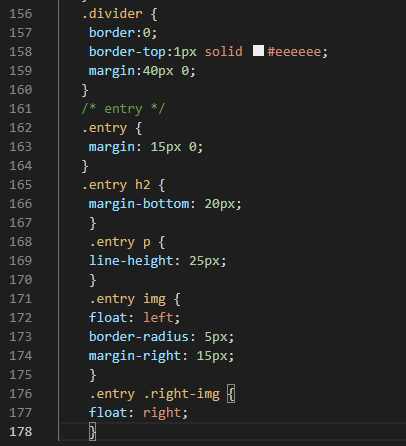 156 .divider {
157 border:0;
158 border-top:1px solid #eeeeee;
159 margin:40px 0;
160 }
161 /* entry */
162 .entry {
163 margin: 15px 0;
164 }
165 .entry h2 {
166 margin-bottom: 20px;
167 }
168 .entry p {
169 line-height: 25px;
170 }
171 .entry img {
172 float: left;
173 border-radius: 5px;
174 margin-right: 15px;
175 }
176 .entry .right-img {
177 float: right;
178 }